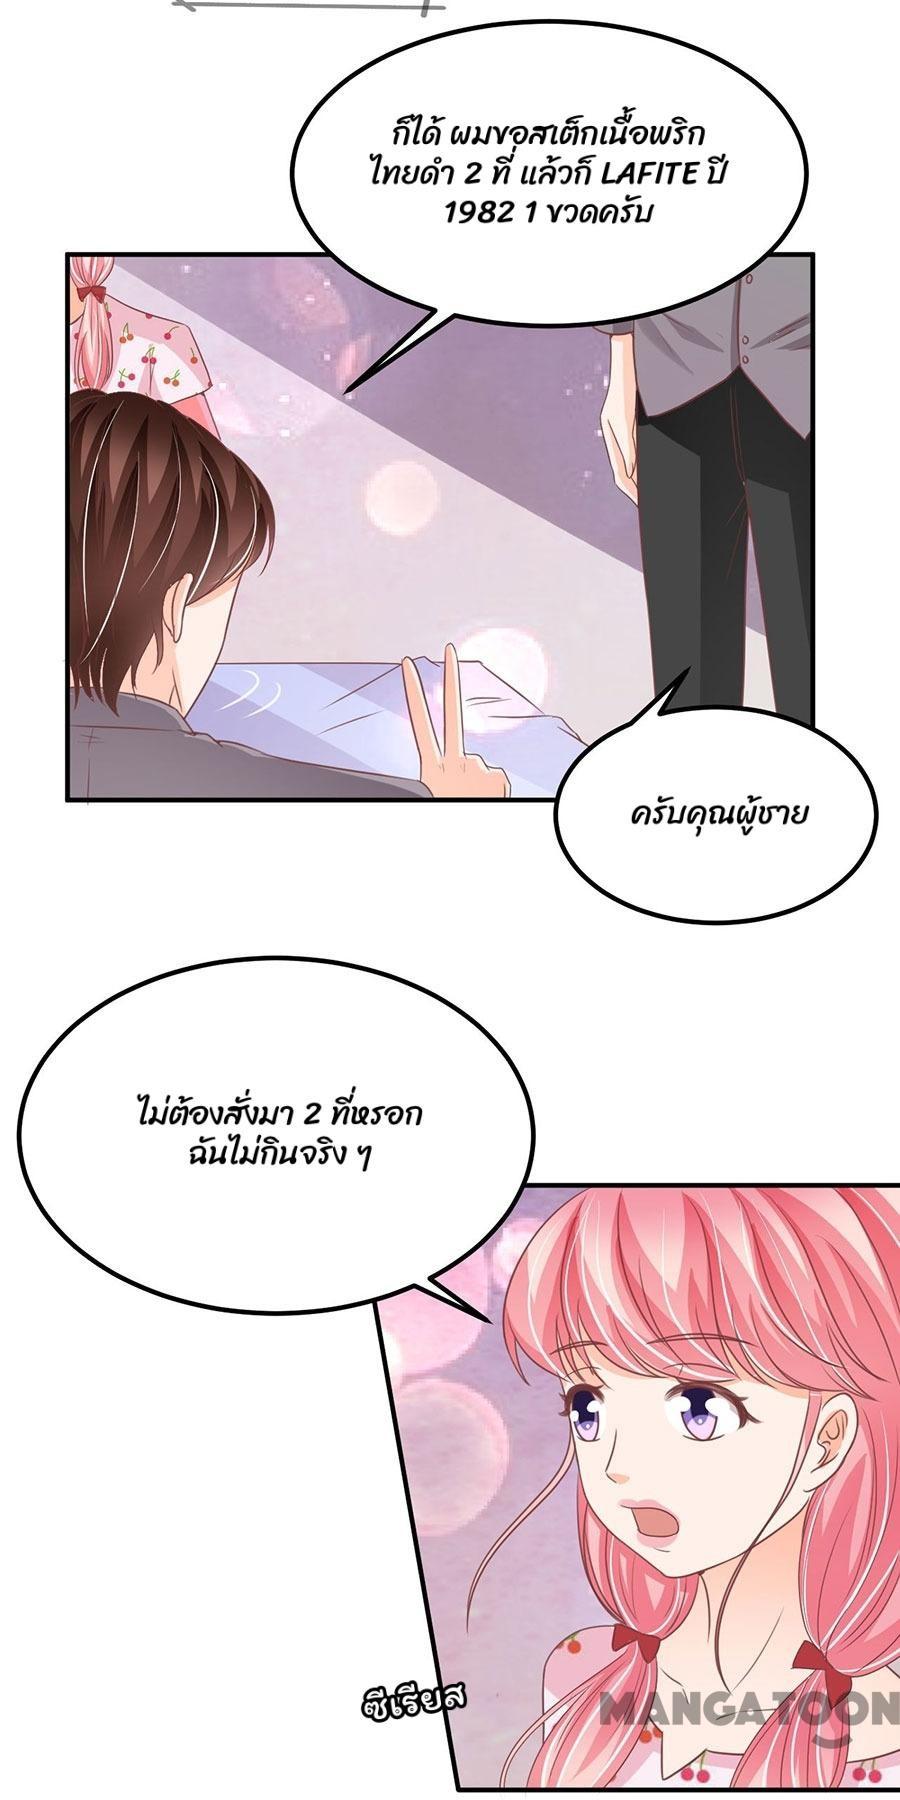 ก็ได้ ผมขอสเต็กเนื้อพริก
ไทยดำ 2 ที่ แล้วก็ LAFITE ปี
1982 1 ขวดครับ
ครับคุณผู้ชาย
ไม่ต้องสั่งมา 2 ที่หรอก
ฉันไม่กินจริง ๆ
ซีเรียส
MANGATOON